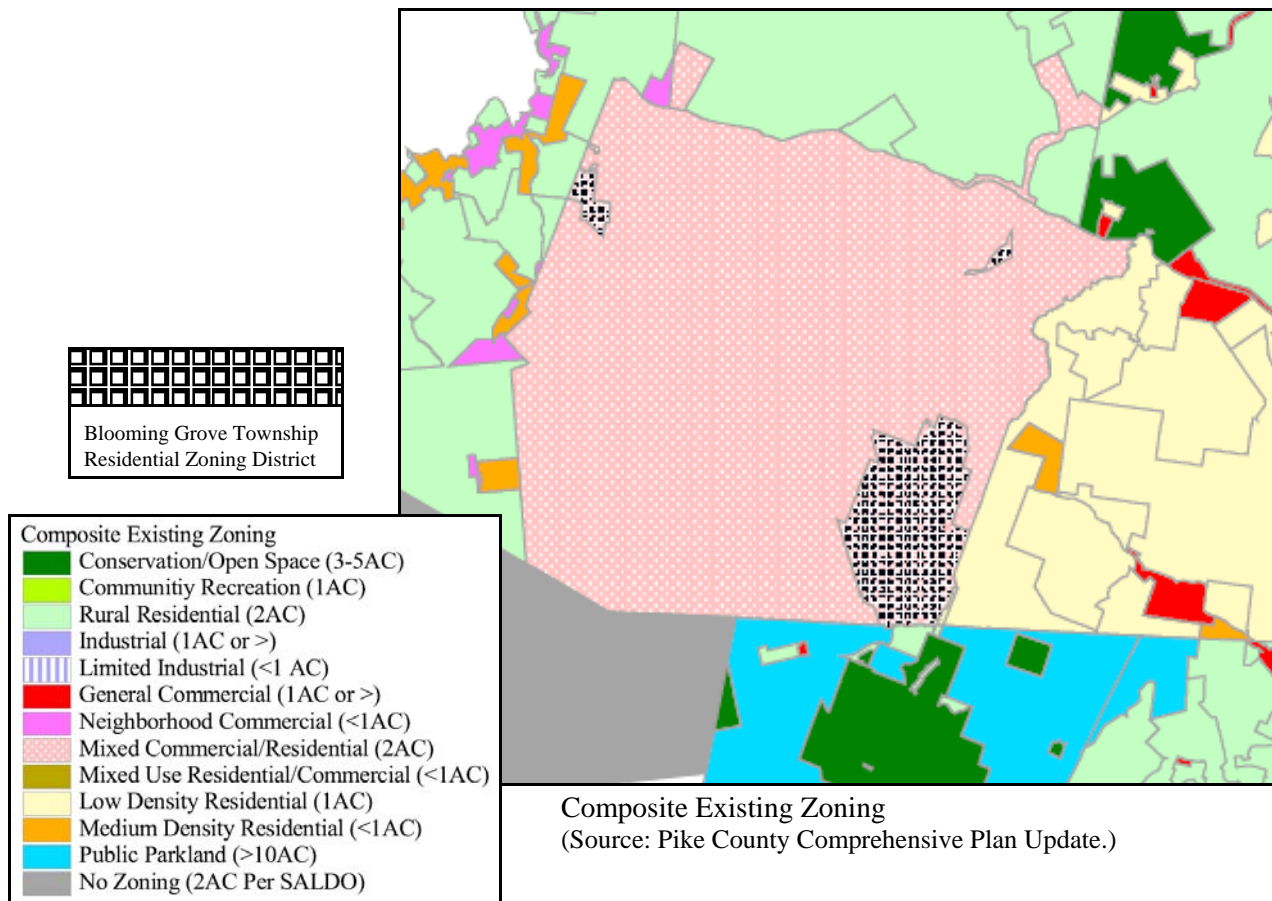 Blooming Grove Township
Residential Zoning District
Composite Existing Zoning
Conservation/Open Space (3-5AC)
Communitiy Recreation (1AC)
Rural Residential (2AC)
Industrial (1AC or >)
Limited Industrial (<1 AC)
General Commercial (1AC or >)
Neighborhood Commercial (<1AC)
Mixed Commercial/Residential (2AC)
Mixed Use Residential/Commercial (<1AC)
Low Density Residential (1AC)
Medium Density Residential (<1AC)
Public Parkland (>10AC)
No Zoning (2AC Per SALDO)
Composite Existing Zoning
(Source: Pike County Comprehensive Plan Update.)